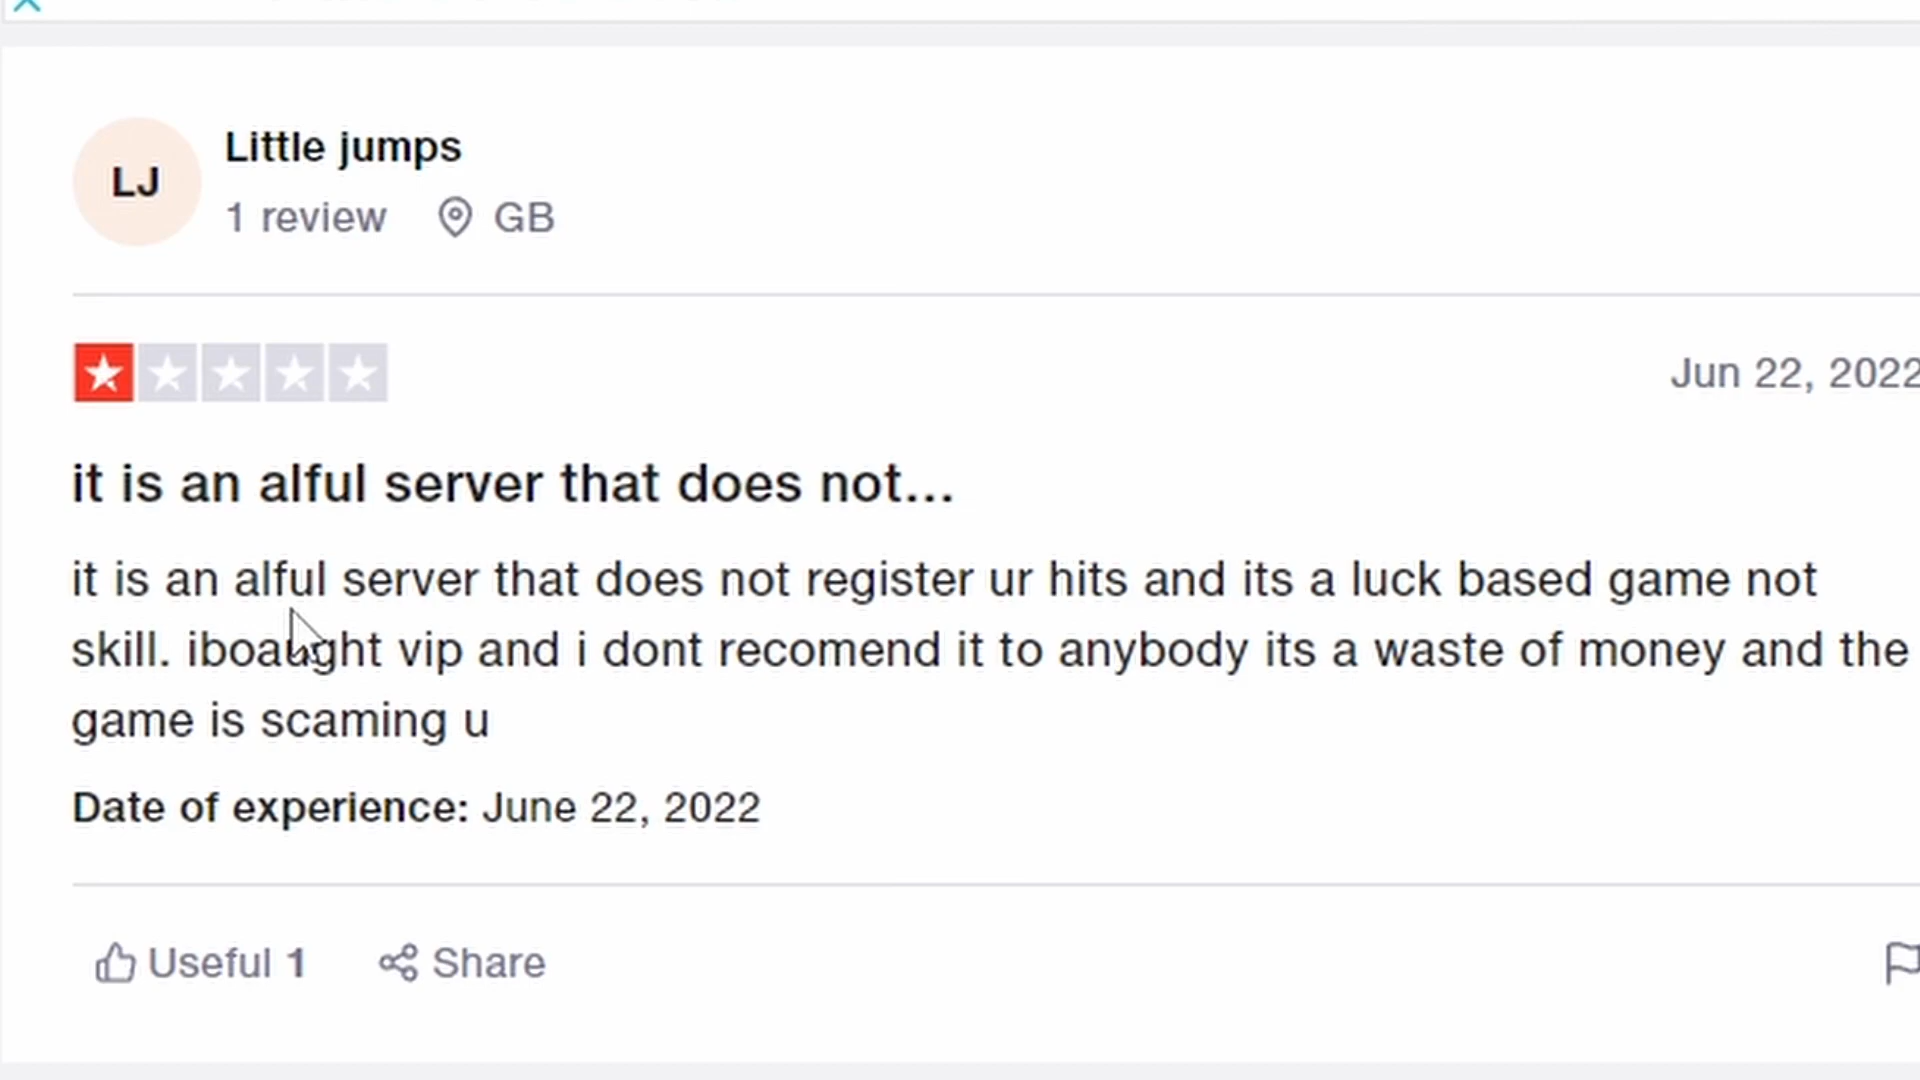 LJ
Little jumps
1 review GB
Jun 22, 2022
it is an alful server that does not...
it is an alful server that does not register ur hits and its a luck based game not
skill. iboaught vip and i dont recomend it to anybody its a waste of money and the
game is scaming u
Date of experience: June 22, 2022
Useful 1 Share